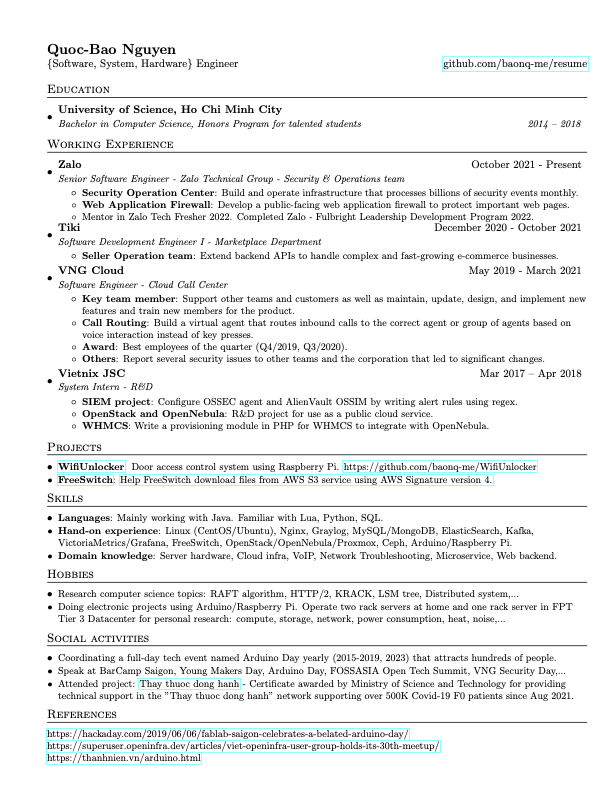 Quoc-Bao Nguyen
{Software, System, Hardware} Engineer github.com/baonq-me/resume
Education
• University of Science, Ho Chi Minh City
Bachelor in Computer Science, Honors Program for talented students 2014 – 2018
Working Experience
• Zalo October 2021 - Present
Senior Software Engineer - Zalo Technical Group - Security & Operations team
◦ Security Operation Center: Build and operate infrastructure that processes billions of security events monthly.
◦ Web Application Firewall: Develop a public-facing web application firewall to protect important web pages.
◦ Mentor in Zalo Tech Fresher 2022. Completed Zalo - Fulbright Leadership Development Program 2022.
• Tiki December 2020 - October 2021
Software Development Engineer I - Marketplace Department
◦ Seller Operation team: Extend backend APIs to handle complex and fast-growing e-commerce businesses.
• VNG Cloud May 2019 - March 2021
Software Engineer - Cloud Call Center
◦ Key team member: Support other teams and customers as well as maintain, update, design, and implement new
features and train new members for the product.
◦ Call Routing: Build a virtual agent that routes inbound calls to the correct agent or group of agents based on
voice interaction instead of key presses.
◦ Award: Best employees of the quarter (Q4/2019, Q3/2020).
◦ Others: Report several security issues to other teams and the corporation that led to significant changes.
• Vietnix JSC Mar 2017 – Apr 2018
System Intern - R&D
◦ SIEM project: Configure OSSEC agent and AlienVault OSSIM by writing alert rules using regex.
◦ OpenStack and OpenNebula: R&D project for use as a public cloud service.
◦ WHMCS: Write a provisioning module in PHP for WHMCS to integrate with OpenNebula.
Projects
• WifiUnlocker: Door access control system using Raspberry Pi. https://github.com/baonq-me/WifiUnlocker
• FreeSwitch: Help FreeSwitch download files from AWS S3 service using AWS Signature version 4.
Skills
• Languages: Mainly working with Java. Familiar with Lua, Python, SQL.
• Hand-on experience: Linux (CentOS/Ubuntu), Nginx, Graylog, MySQL/MongoDB, ElasticSearch, Kafka,
VictoriaMetrics/Grafana, FreeSwitch, OpenStack/OpenNebula/Proxmox, Ceph, Arduino/Raspberry Pi.
• Domain knowledge: Server hardware, Cloud infra, VoIP, Network Troubleshooting, Microservice, Web backend.
Hobbies
• Research computer science topics: RAFT algorithm, HTTP/2, KRACK, LSM tree, Distributed system,...
• Doing electronic projects using Arduino/Raspberry Pi. Operate two rack servers at home and one rack server in FPT
Tier 3 Datacenter for personal research: compute, storage, network, power consumption, heat, noise,...
Social activities
• Coordinating a full-day tech event named Arduino Day yearly (2015-2019, 2023) that attracts hundreds of people.
• Speak at BarCamp Saigon, Young Makers Day, Arduino Day, FOSSASIA Open Tech Summit, VNG Security Day,...
• Attended project: Thay thuoc dong hanh - Certificate awarded by Ministry of Science and Technology for providing
technical support in the ”Thay thuoc dong hanh” network supporting over 500K Covid-19 F0 patients since Aug 2021.
References
https://hackaday.com/2019/06/06/fablab-saigon-celebrates-a-belated-arduino-day/
https://superuser.openinfra.dev/articles/viet-openinfra-user-group-holds-its-30th-meetup/
https://thanhnien.vn/arduino.html